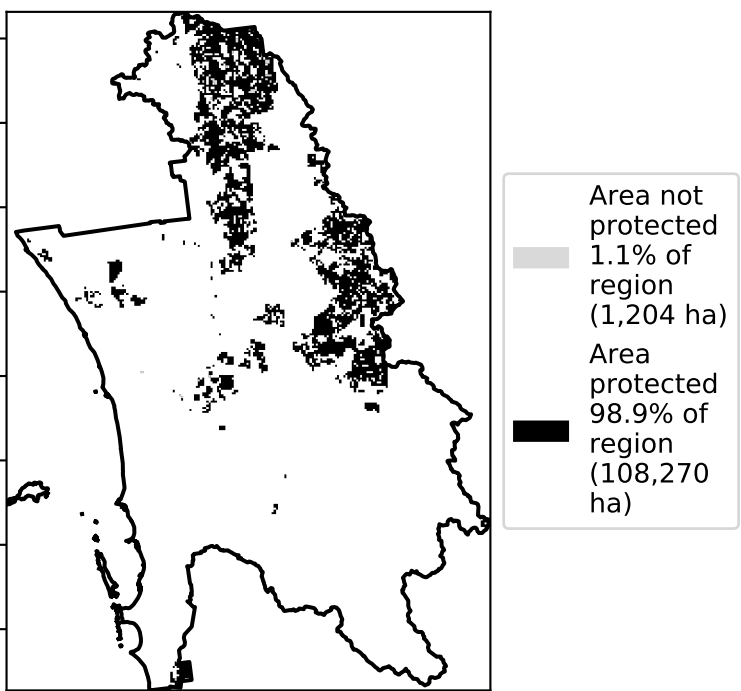 Area not
protected
1.1% of
region
(1,204 ha)
Area
protected
98.9% of
region
(108,270
ha)